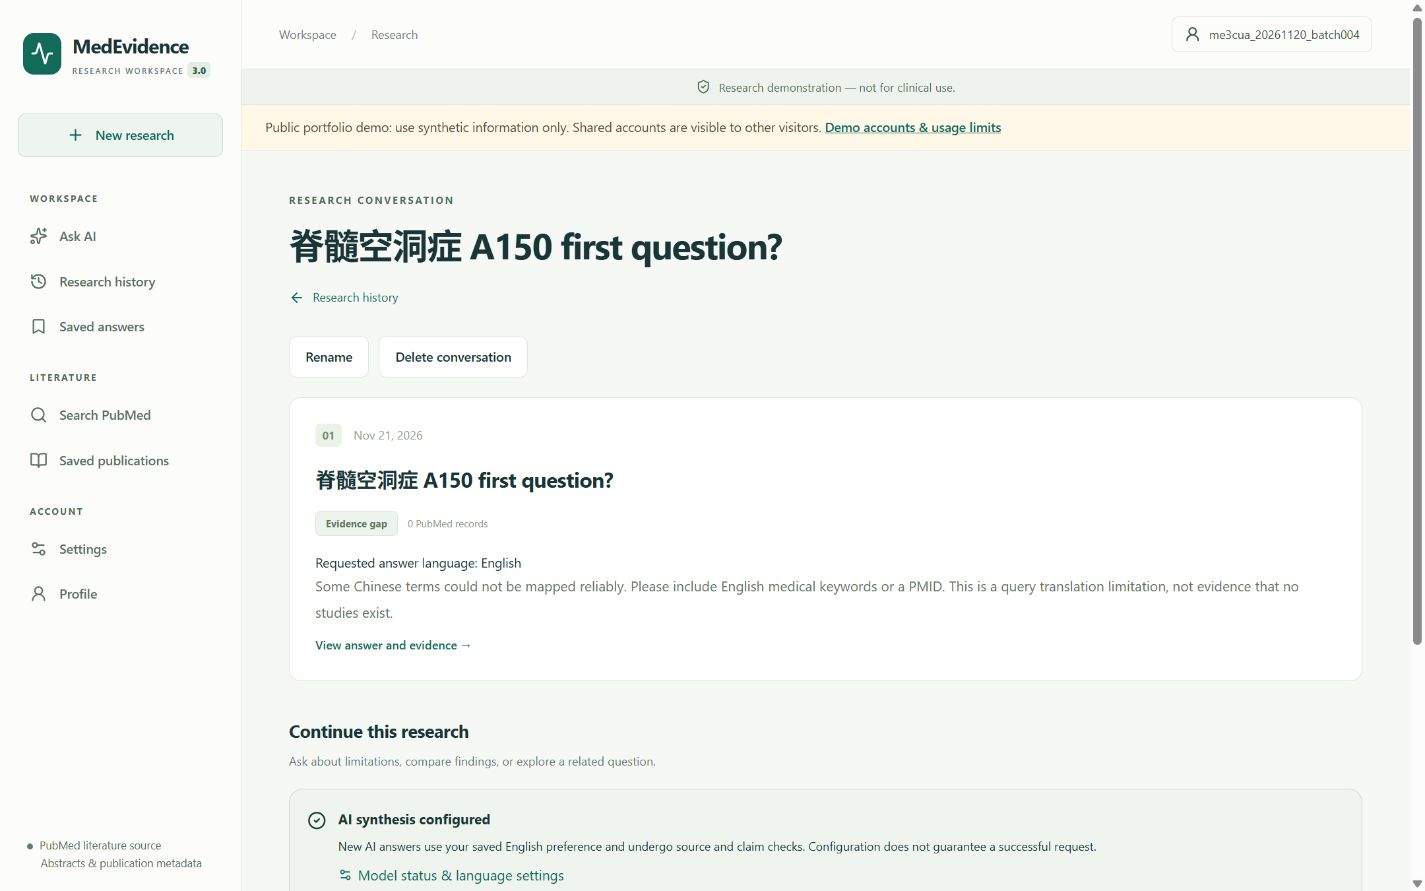 MedEvidence
RESEARCH WORKSPACE 3.0
New research
WORKSPACE
Ask AI
Research history
Saved answers
LITERATURE
Search PubMed
Saved publications
ACCOUNT
Settings
Profile
PubMed literature source
Abstracts & publication metadata
Workspace / Research
me3cua_20261120_batch004
Research demonstration — not for clinical use.
Public portfolio demo: use synthetic information only. Shared accounts are visible to other visitors. Demo accounts & usage limits
RESEARCH CONVERSATION
脊髓空洞症 A150 first question?
← Research history
Rename
Delete conversation
01 Nov 21, 2026
脊髓空洞症 A150 first question?
Evidence gap 0 PubMed records
Requested answer language: English
Some Chinese terms could not be mapped reliably. Please include English medical keywords or a PMID. This is a query translation limitation, not evidence that no
studies exist.
View answer and evidence →
Continue this research
Ask about limitations, compare findings, or explore a related question.
AI synthesis configured
New AI answers use your saved English preference and undergo source and claim checks. Configuration does not guarantee a successful request.
Model status & language settings